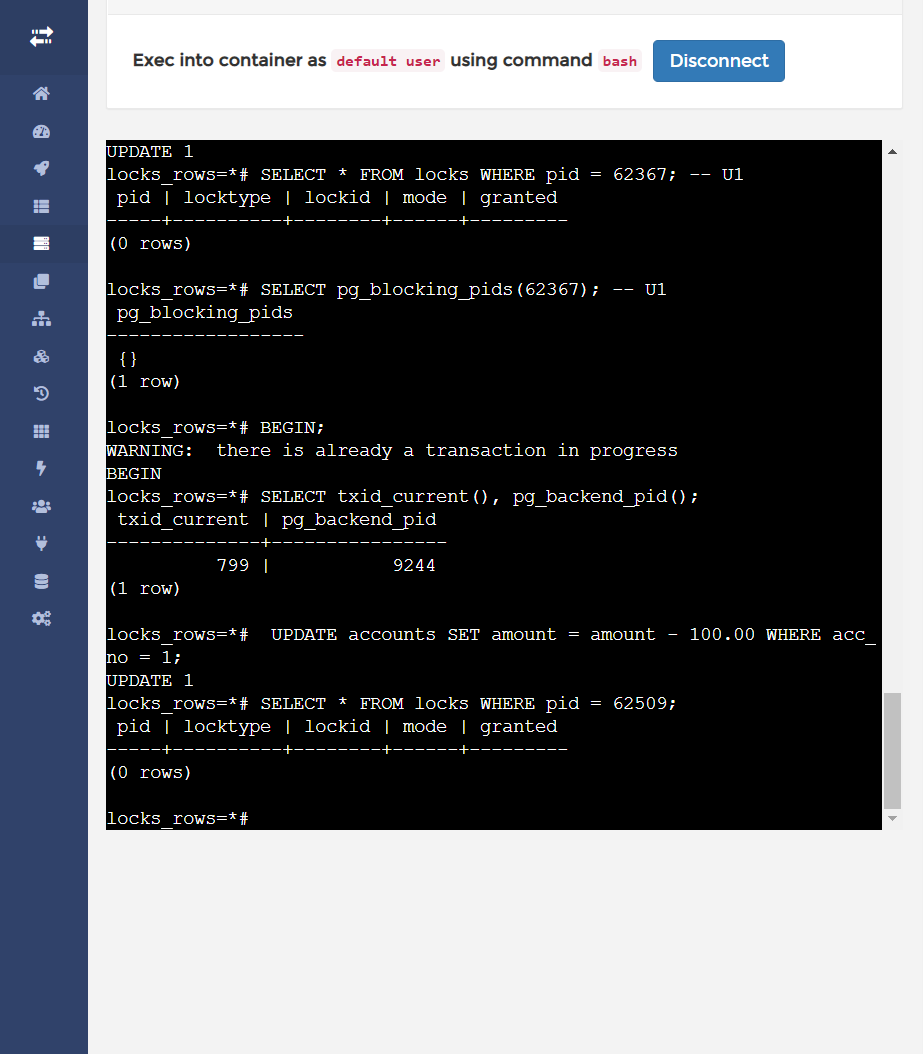 Exec into container as default user using command bash Disconnect
UPDATE 1
locks_rows=*# SELECT * FROM locks WHERE pid = 62367; -- U1
 pid | locktype | lockid | mode | granted
-----+----------+--------+------+---------
(0 rows)

locks_rows=*# SELECT pg_blocking_pids(62367); -- U1
 pg_blocking_pids
------------------
 {}
(1 row)

locks_rows=*# BEGIN;
WARNING:  there is already a transaction in progress
BEGIN
locks_rows=*# SELECT txid_current(), pg_backend_pid();
 txid_current | pg_backend_pid
--------------+----------------
          799 |           9244
(1 row)

locks_rows=*#  UPDATE accounts SET amount = amount - 100.00 WHERE acc_
no = 1;
UPDATE 1
locks_rows=*# SELECT * FROM locks WHERE pid = 62509;
 pid | locktype | lockid | mode | granted
-----+----------+--------+------+---------
(0 rows)

locks_rows=*#